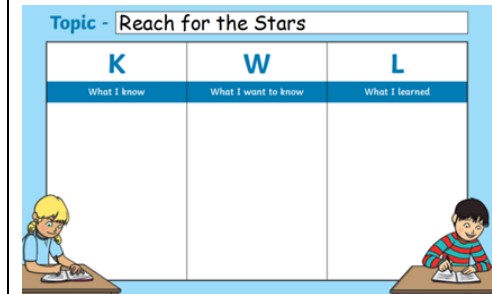 Topic - Reach for the Stars
K W L
What I know What I want to know What I learned